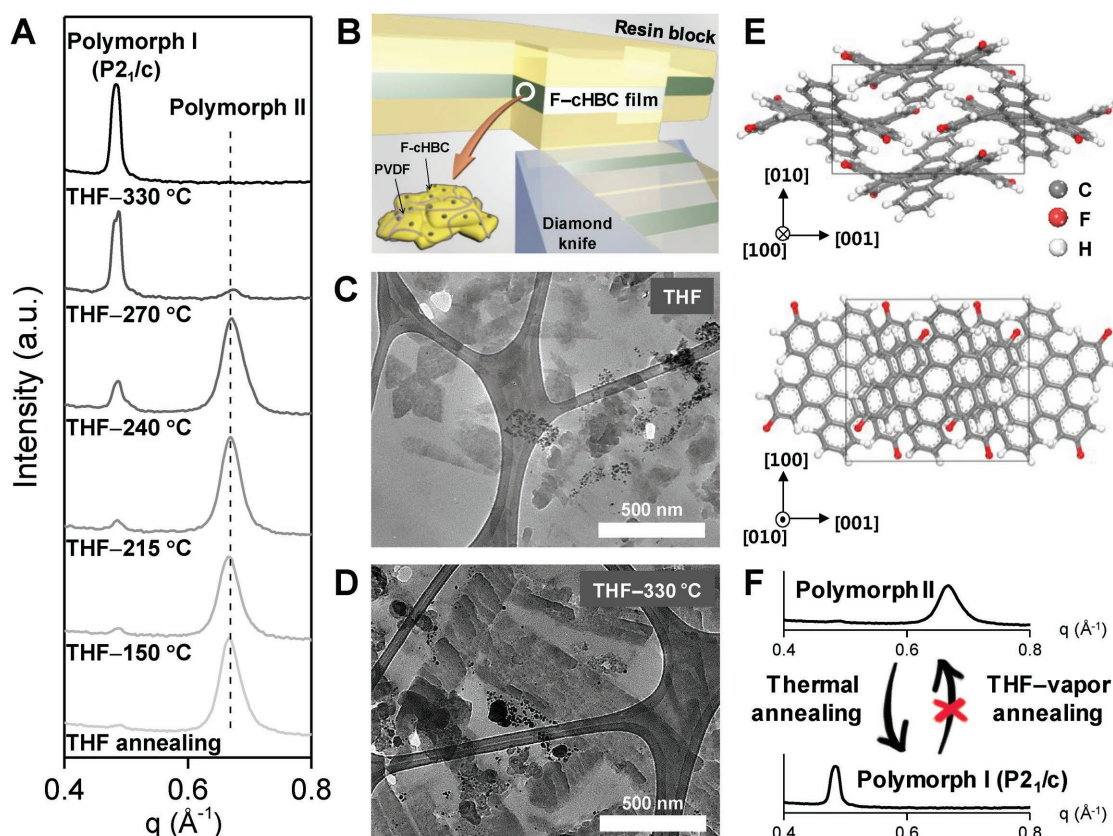 A
Polymorph I
(P2₁/c)
Polymorph II
THF–330 °C
THF–270 °C
THF–240 °C
THF–215 °C
THF–150 °C
THF annealing
Intensity (a.u.)
0.4
0.6
0.8
q (Å⁻¹)
B
Resin block
F–cHBC film
F-cHBC
PVDF
Diamond
knife
C
THF
500 nm
D
THF–330 °C
500 nm
E
[010]
[100]
[001]
C
F
H
[100]
[010]
[001]
F
Polymorph II
q (Å⁻¹)
0.4
0.6
0.8
Thermal
annealing
THF–vapor
annealing
Polymorph I (P2₁/c)
q (Å⁻¹)
0.4
0.6
0.8